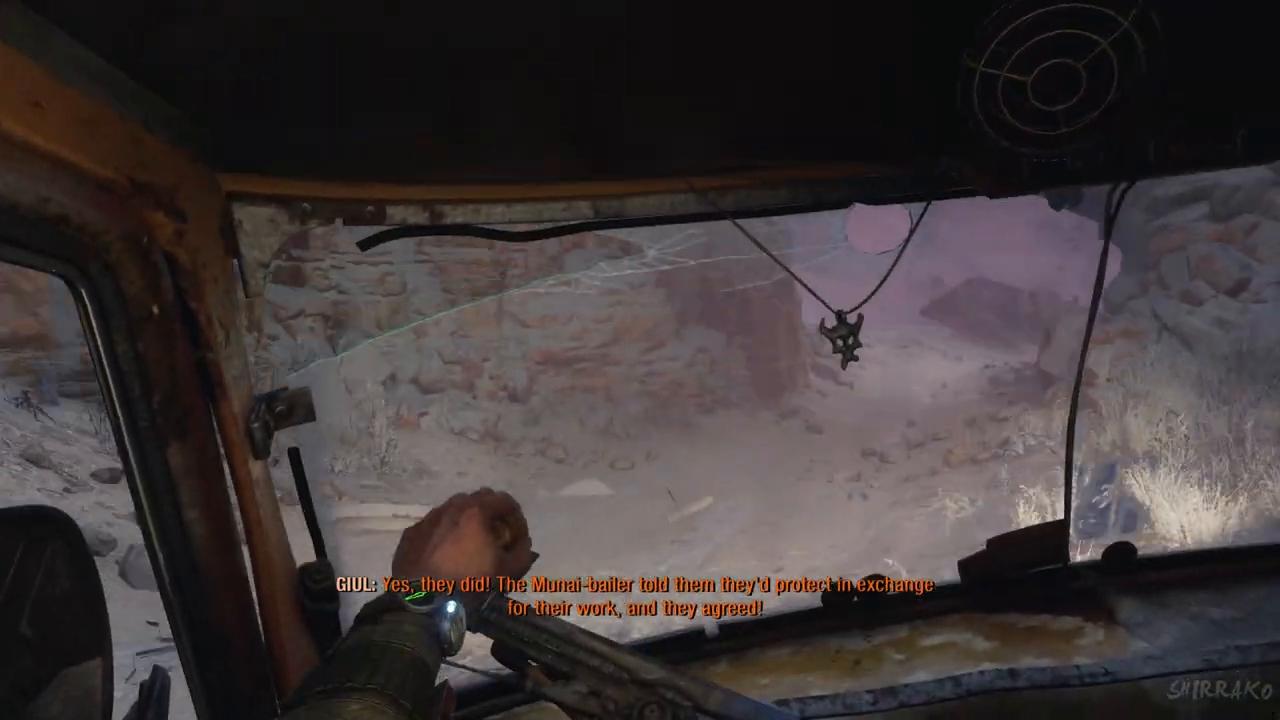 GIUL: Yes, they did! The Munai-bailer told them they'd protect in exchange
for their work, and they agreed!
SHIRRAKO